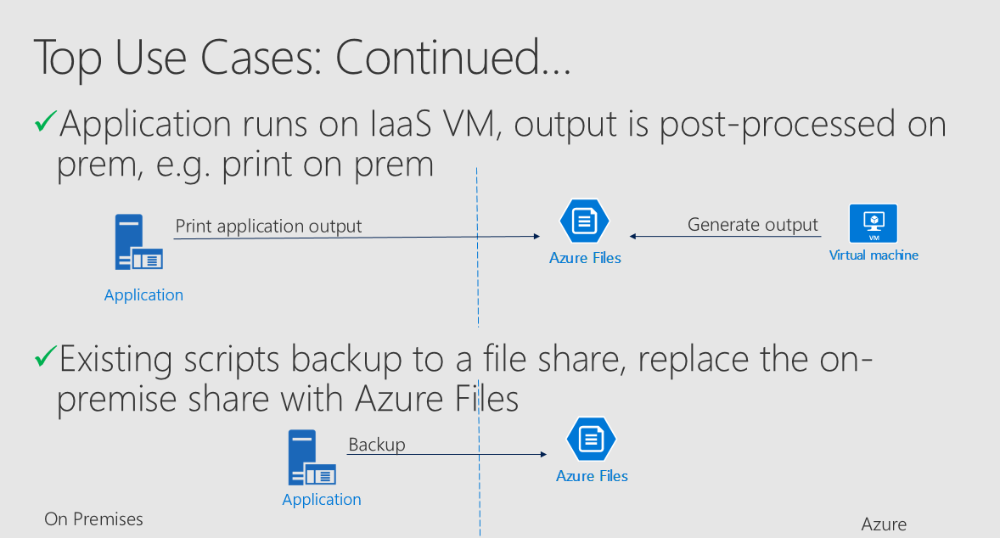 Top Use Cases: Continued...
✓Application runs on IaaS VM, output is post-processed on
prem, e.g. print on prem
Print application output
Generate output
VM
Azure Files
Virtual machine
Application
✓Existing scripts backup to a file share, replace the on-
premise share with Azure Files
Backup
Azure Files
Application
On Premises
Azure